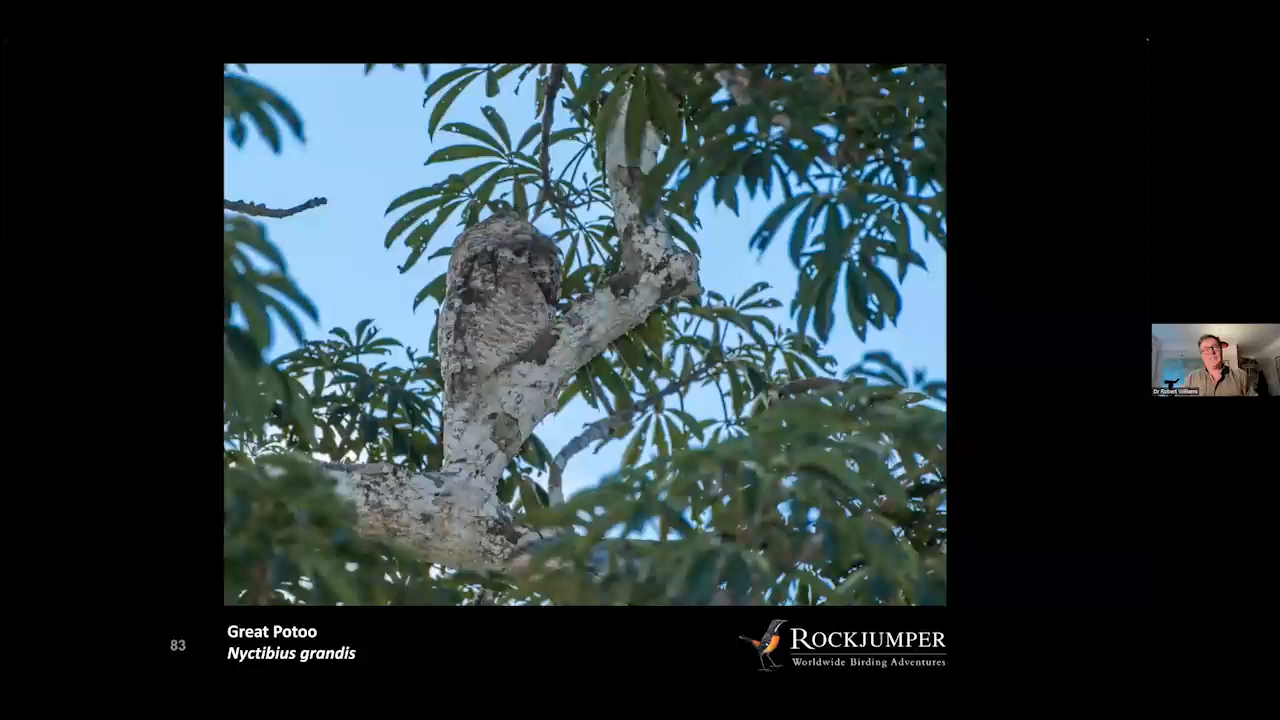 83
Great Potoo
Nyctibius grandis
ROCKJUMPER
Worldwide Birding Adventures
Dr Robert Williams